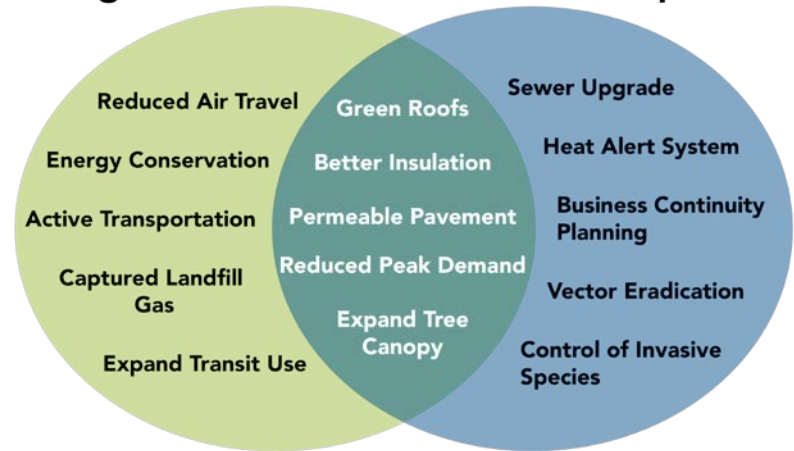 Reduced Air Travel
Energy Conservation
Active Transportation
Captured Landfill
Gas
Expand Transit Use
Green Roofs
Better Insulation
Permeable Pavement
Reduced Peak Demand
Expand Tree
Canopy
Sewer Upgrade
Heat Alert System
Business Continuity
Planning
Vector Eradication
Control of Invasive
Species